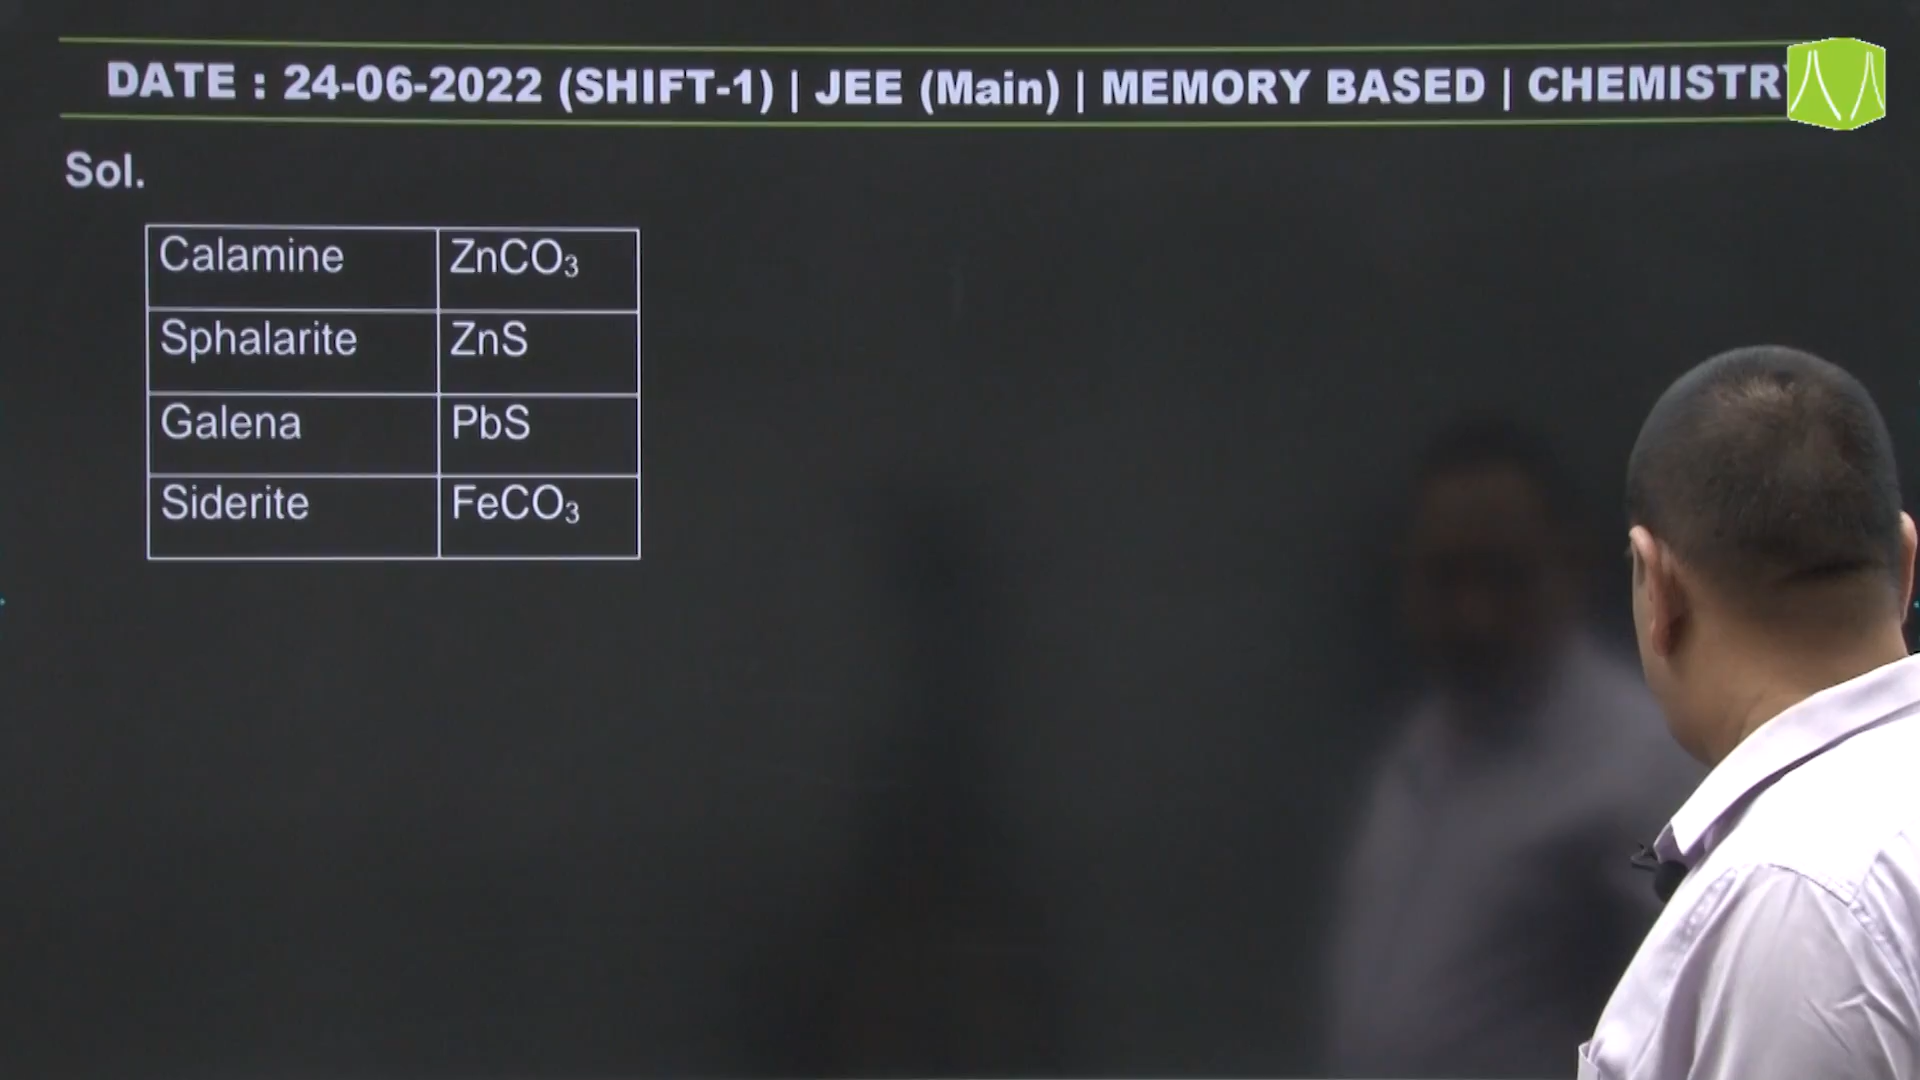 DATE : 24-06-2022 (SHIFT-1) | JEE (Main) | MEMORY BASED | CHEMISTRY
Sol.
Calamine ZnCO₃
Sphalarite ZnS
Galena PbS
Siderite FeCO₃